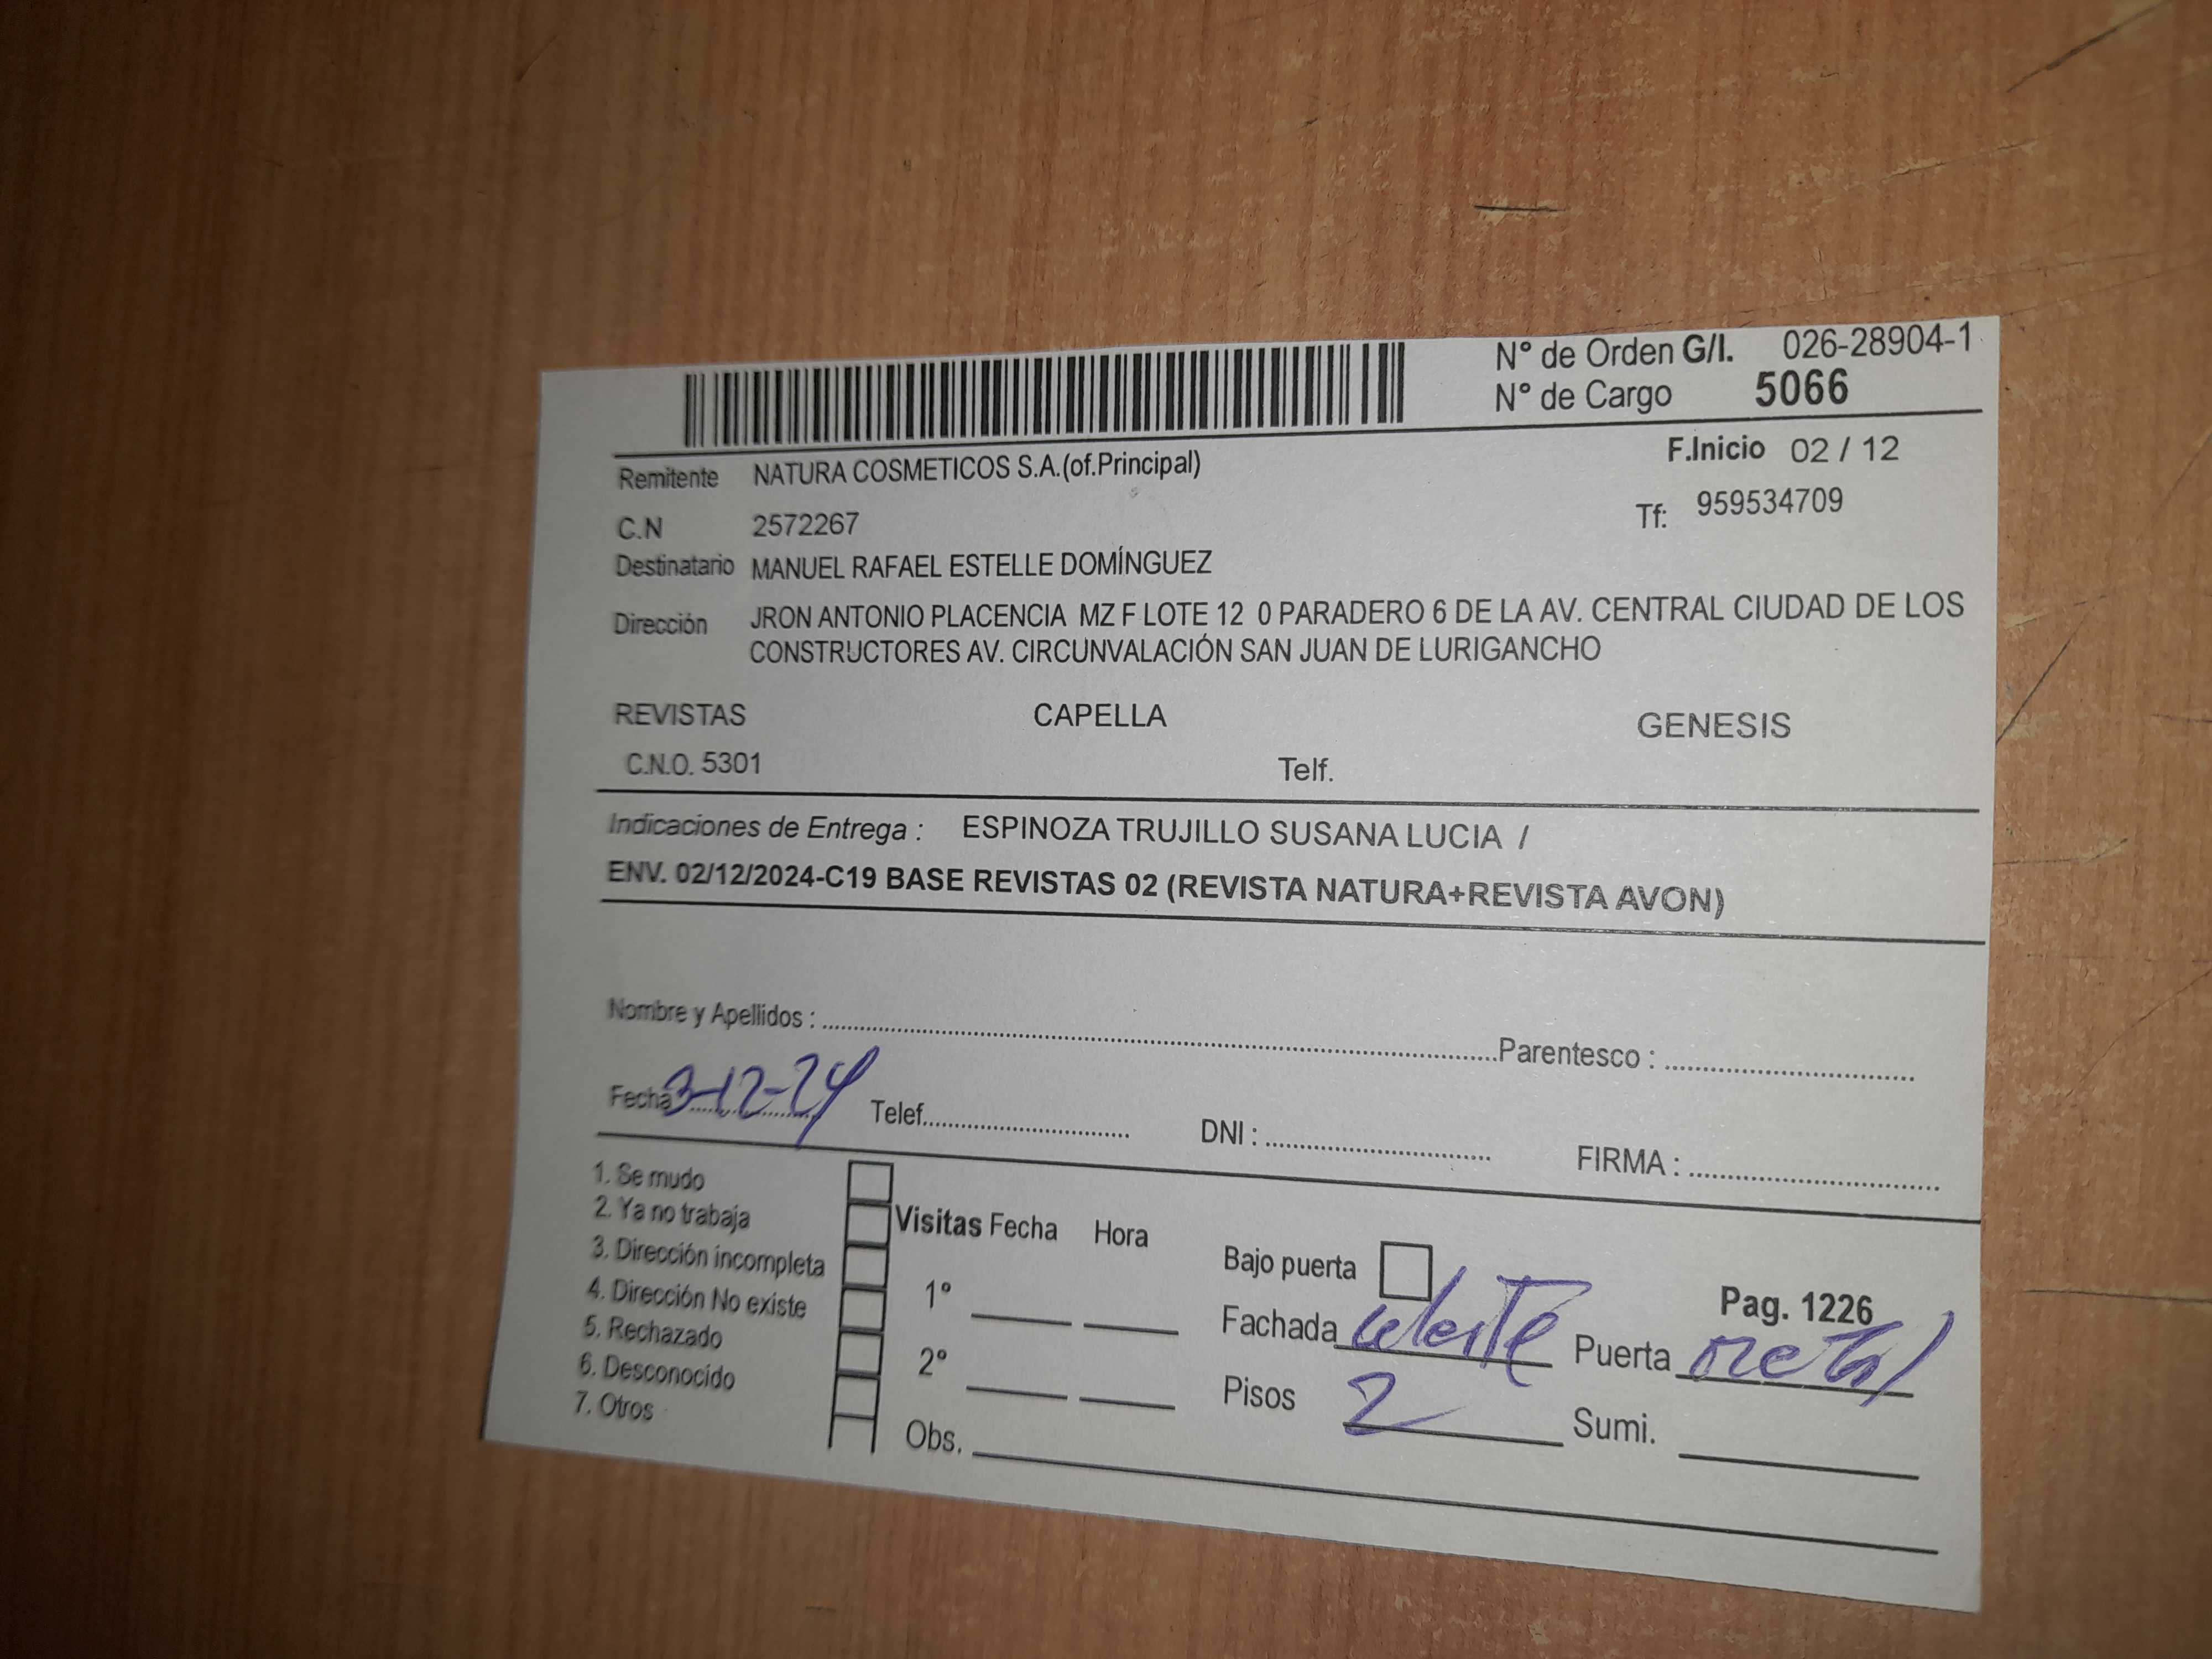 N° de Orden G/I. 026-28904-1
N° de Cargo 5066
F.Inicio 02 / 12
Remitente NATURA COSMETICOS S.A.(of.Principal)
Tf: 959534709
C.N 2572267
Destinatario MANUEL RAFAEL ESTELLE DOMÍNGUEZ
Dirección JRON ANTONIO PLACENCIA MZ F LOTE 12 0 PARADERO 6 DE LA AV. CENTRAL CIUDAD DE LOS
CONSTRUCTORES AV. CIRCUNVALACIÓN SAN JUAN DE LURIGANCHO
REVISTAS CAPELLA GENESIS
C.N.O. 5301 Telf.
Indicaciones de Entrega : ESPINOZA TRUJILLO SUSANA LUCIA /
ENV. 02/12/2024-C19 BASE REVISTAS 02 (REVISTA NATURA+REVISTA AVON)
Nombre y Apellidos : Parentesco :
Fecha 3-12-24 Telef. DNI : FIRMA :
1. Se mudo
2. Ya no trabaja
3. Dirección incompleta
4. Dirección No existe
5. Rechazado
6. Desconocido
7. Otros
Visitas Fecha Hora
1°
2°
Obs.
Bajo puerta
Pag. 1226
Fachada celeste Puerta metal
Pisos 2 Sumi.